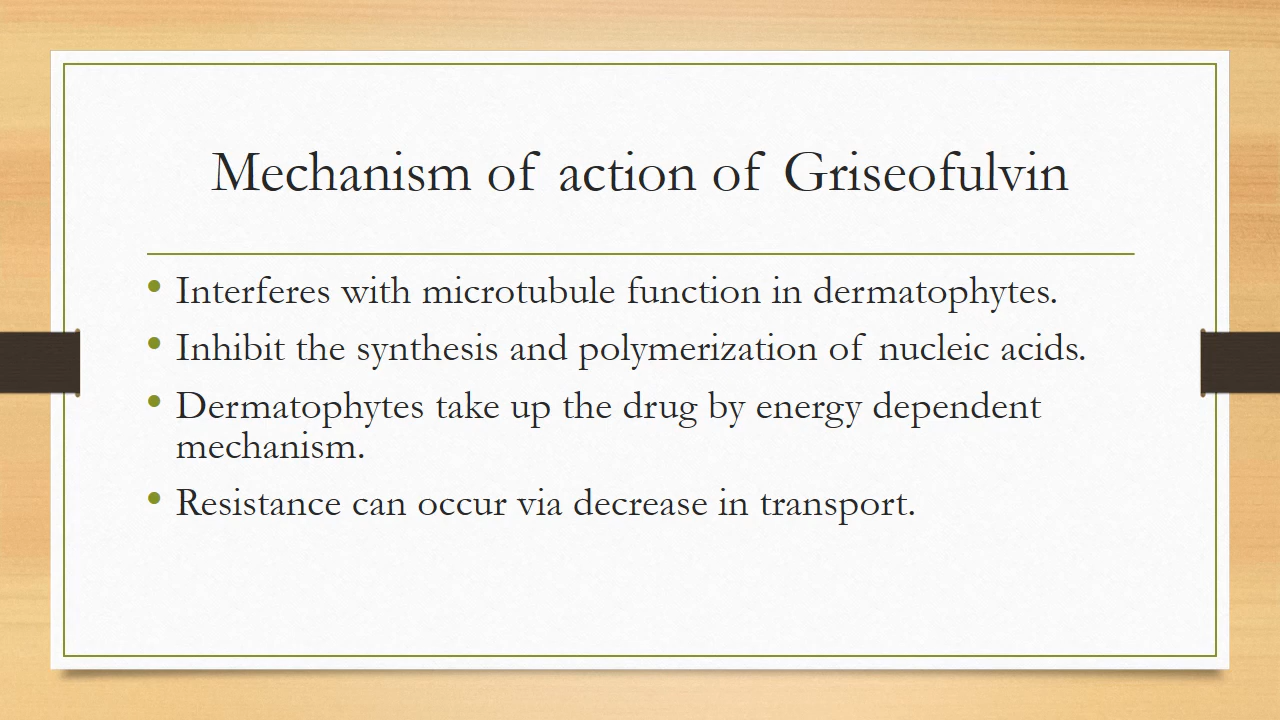 Mechanism of action of Griseofulvin
• Interferes with microtubule function in dermatophytes.
• Inhibit the synthesis and polymerization of nucleic acids.
• Dermatophytes take up the drug by energy dependent
mechanism.
• Resistance can occur via decrease in transport.